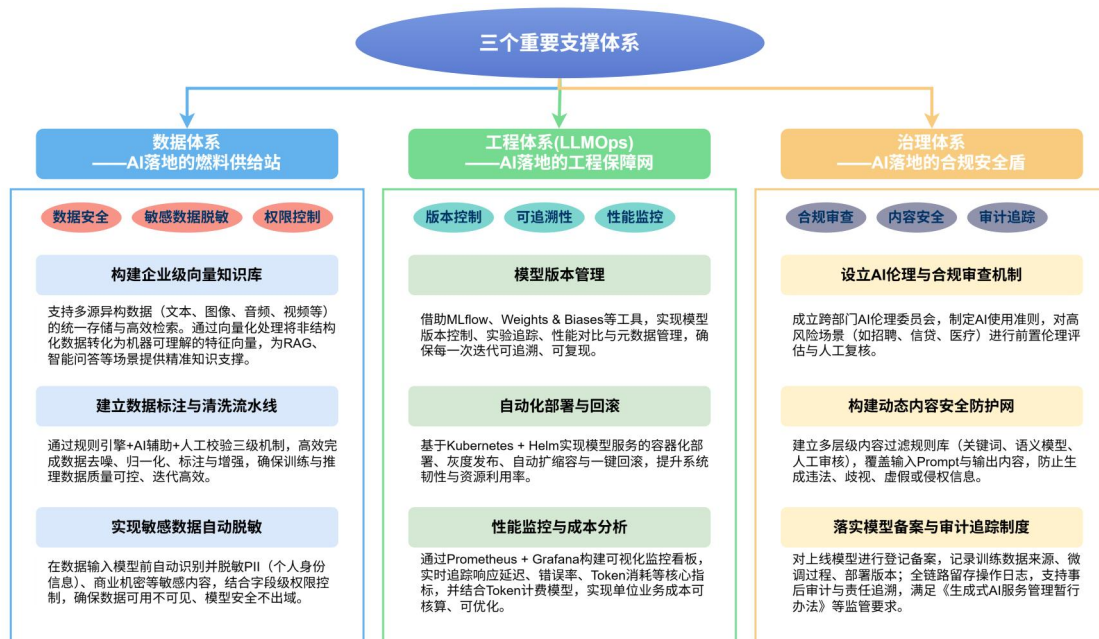 三个重要支撑体系
数据体系
——AI落地的燃料供给站
数据安全 敏感数据脱敏 权限控制
构建企业级向量知识库
支持多源异构数据（文本、图像、音频、视频等）
的统一存储与高效检索。通过向量化处理将非结构
化数据转化为机器可理解的特征向量，为RAG、
智能问答等场景提供精准知识支撑。
建立数据标注与清洗流水线
通过规则引擎+AI辅助+人工校验三级机制，高效完
成数据去噪、归一化、标注与增强，确保训练与推
理数据质量可控、迭代高效。
实现敏感数据自动脱敏
在数据输入模型前自动识别并脱敏PII（个人身份
信息）、商业机密等敏感内容，结合字段级权限控
制，确保数据可用不可见、模型安全不出域。
工程体系(LLMOps)
——AI落地的工程保障网
版本控制 可追溯性 性能监控
模型版本管理
借助MLflow、Weights & Biases等工具，实现模型
版本控制、实验追踪、性能对比与元数据管理，确
保每一次迭代可追溯、可复现。
自动化部署与回滚
基于Kubernetes + Helm实现模型服务的容器化部
署、灰度发布、自动扩缩容与一键回滚，提升系统
韧性与资源利用率。
性能监控与成本分析
通过Prometheus + Grafana构建可视化监控看板，
实时追踪响应延迟、错误率、Token消耗等核心指
标，并结合Token计费模型，实现单位业务成本可
核算、可优化。
治理体系
——AI落地的合规安全盾
合规审查 内容安全 审计追踪
设立AI伦理与合规审查机制
成立跨部门AI伦理委员会，制定AI使用准则，对高
风险场景（如招聘、信贷、医疗）进行前置伦理评
估与人工复核。
构建动态内容安全防护网
建立多层级内容过滤规则库（关键词、语义模型、
人工审核），覆盖输入Prompt与输出内容，防止生
成违法、歧视、虚假或侵权信息。
落实模型备案与审计追踪制度
对上线模型进行登记备案，记录训练数据来源、微
调过程、部署版本；全链路留存操作日志，支持事
后审计与责任追溯，满足《生成式AI服务管理暂行
办法》等监管要求。